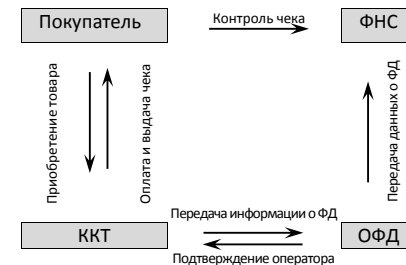 Покупатель
Контроль чека
ФНС
Приобретение товара
Оплата и выдача чека
Передача данных о ФД
Передача информации о ФД
ККТ
ОФД
Подтверждение оператора